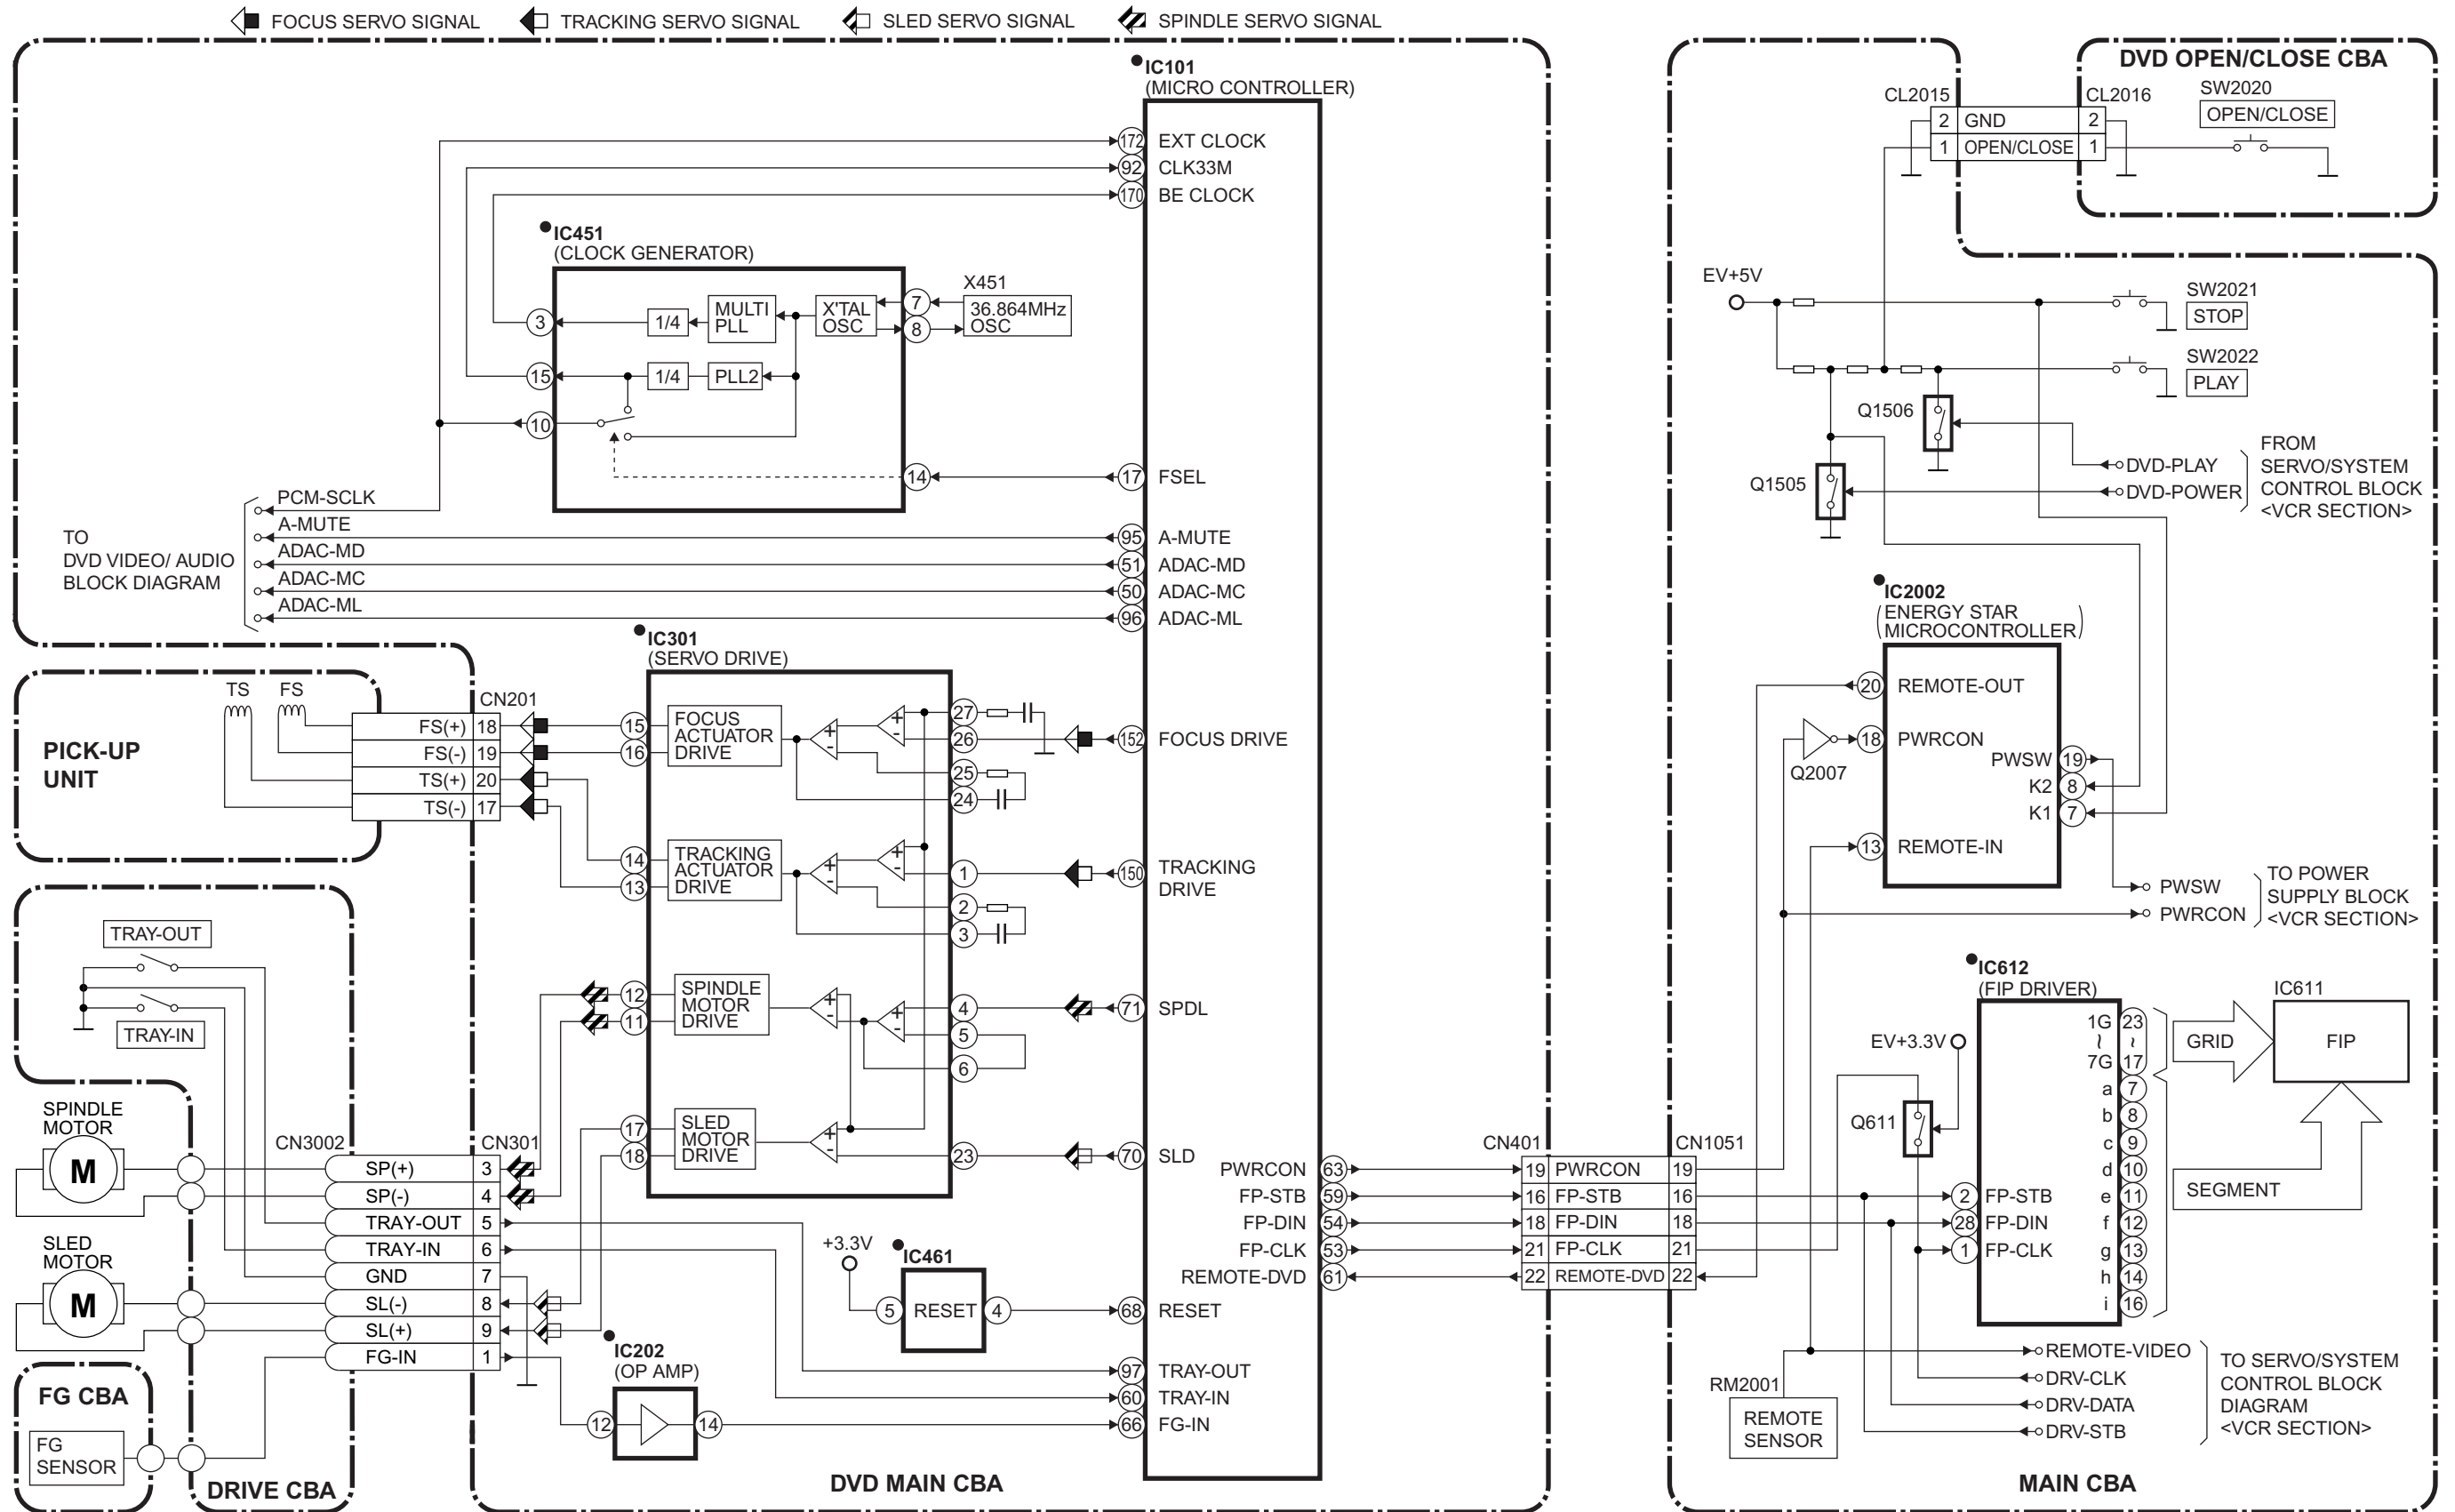 FOCUS SERVO SIGNAL
TRACKING SERVO SIGNAL
SLED SERVO SIGNAL
SPINDLE SERVO SIGNAL
IC101
(MICRO CONTROLLER)
172 EXT CLOCK
92 CLK33M
170 BE CLOCK
IC451
(CLOCK GENERATOR)
3
1/4
MULTI
PLL
X'TAL
OSC
7
8
X451
36.864MHz
OSC
15
1/4
PLL2
10
14
17 FSEL
TO
DVD VIDEO/ AUDIO
BLOCK DIAGRAM
PCM-SCLK
A-MUTE
ADAC-MD
ADAC-MC
ADAC-ML
95 A-MUTE
51 ADAC-MD
50 ADAC-MC
96 ADAC-ML
PICK-UP
UNIT
TS
FS
CN201
FS(+) 18
FS(-) 19
TS(+) 20
TS(-) 17
IC301
(SERVO DRIVE)
15
16
FOCUS
ACTUATOR
DRIVE
+
-
+
-
27
26
25
24
152 FOCUS DRIVE
14
13
TRACKING
ACTUATOR
DRIVE
+
-
+
-
1
2
3
150 TRACKING
DRIVE
12
11
SPINDLE
MOTOR
DRIVE
+
-
+
-
4
5
6
71 SPDL
17
18
SLED
MOTOR
DRIVE
+
-
23
70 SLD
TRAY-OUT
TRAY-IN
SPINDLE
MOTOR
M
SLED
MOTOR
M
CN3002
CN301
SP(+) 3
SP(-) 4
TRAY-OUT 5
TRAY-IN 6
GND 7
SL(-) 8
SL(+) 9
FG-IN 1
FG CBA
FG
SENSOR
DRIVE CBA
+3.3V
IC461
5 RESET 4
68 RESET
IC202
(OP AMP)
12
14
97 TRAY-OUT
60 TRAY-IN
66 FG-IN
DVD MAIN CBA
PWRCON 63
FP-STB 59
FP-DIN 54
FP-CLK 53
REMOTE-DVD 61
CN401
CN1051
19 PWRCON 19
16 FP-STB 16
18 FP-DIN 18
21 FP-CLK 21
22 REMOTE-DVD 22
DVD OPEN/CLOSE CBA
CL2015
CL2016
2 GND 2
1 OPEN/CLOSE 1
SW2020
OPEN/CLOSE
EV+5V
SW2021
STOP
SW2022
PLAY
Q1506
Q1505
DVD-PLAY
DVD-POWER
FROM
SERVO/SYSTEM
CONTROL BLOCK
<VCR SECTION>
IC2002
(ENERGY STAR
MICROCONTROLLER)
20 REMOTE-OUT
18 PWRCON
Q2007
13 REMOTE-IN
PWSW 19
K2 8
K1 7
PWSW
PWRCON
TO POWER
SUPPLY BLOCK
<VCR SECTION>
IC612
(FIP DRIVER)
EV+3.3V
Q611
2 FP-STB
28 FP-DIN
1 FP-CLK
1G 23
~ ~
7G 17
a 7
b 8
c 9
d 10
e 11
f 12
g 13
h 14
i 16
GRID
IC611
FIP
SEGMENT
RM2001
REMOTE
SENSOR
REMOTE-VIDEO
DRV-CLK
DRV-DATA
DRV-STB
TO SERVO/SYSTEM
CONTROL BLOCK
DIAGRAM
<VCR SECTION>
MAIN CBA